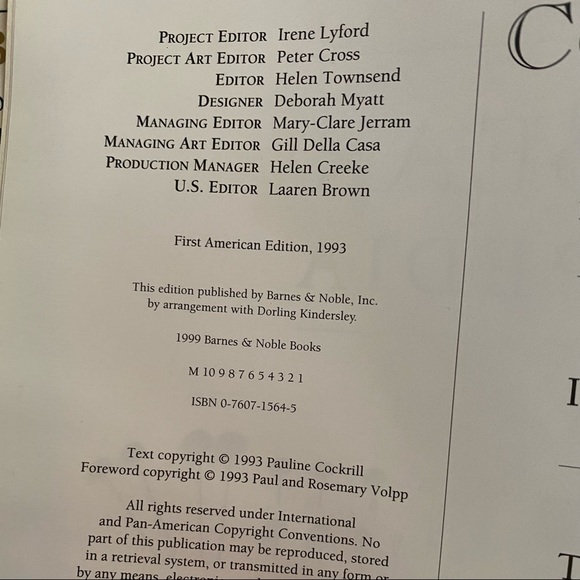 PROJECT EDITOR Irene Lyford
PROJECT ART EDITOR Peter Cross
EDITOR Helen Townsend
DESIGNER Deborah Myatt
MANAGING EDITOR Mary-Clare Jerram
MANAGING ART EDITOR Gill Della Casa
PRODUCTION MANAGER Helen Creeke
U.S. EDITOR Laaren Brown
First American Edition, 1993
This edition published by Barnes & Noble, Inc.
by arrangement with Dorling Kindersley.
1999 Barnes & Noble Books
M 10 9 8 7 6 5 4 3 2 1
ISBN 0-7607-1564-5
Text copyright © 1993 Pauline Cockrill
Foreword copyright © 1993 Paul and Rosemary Volpp
All rights reserved under International
and Pan-American Copyright Conventions. No
part of this publication may be reproduced, stored
in a retrieval system, or transmitted in any form or
by any means,